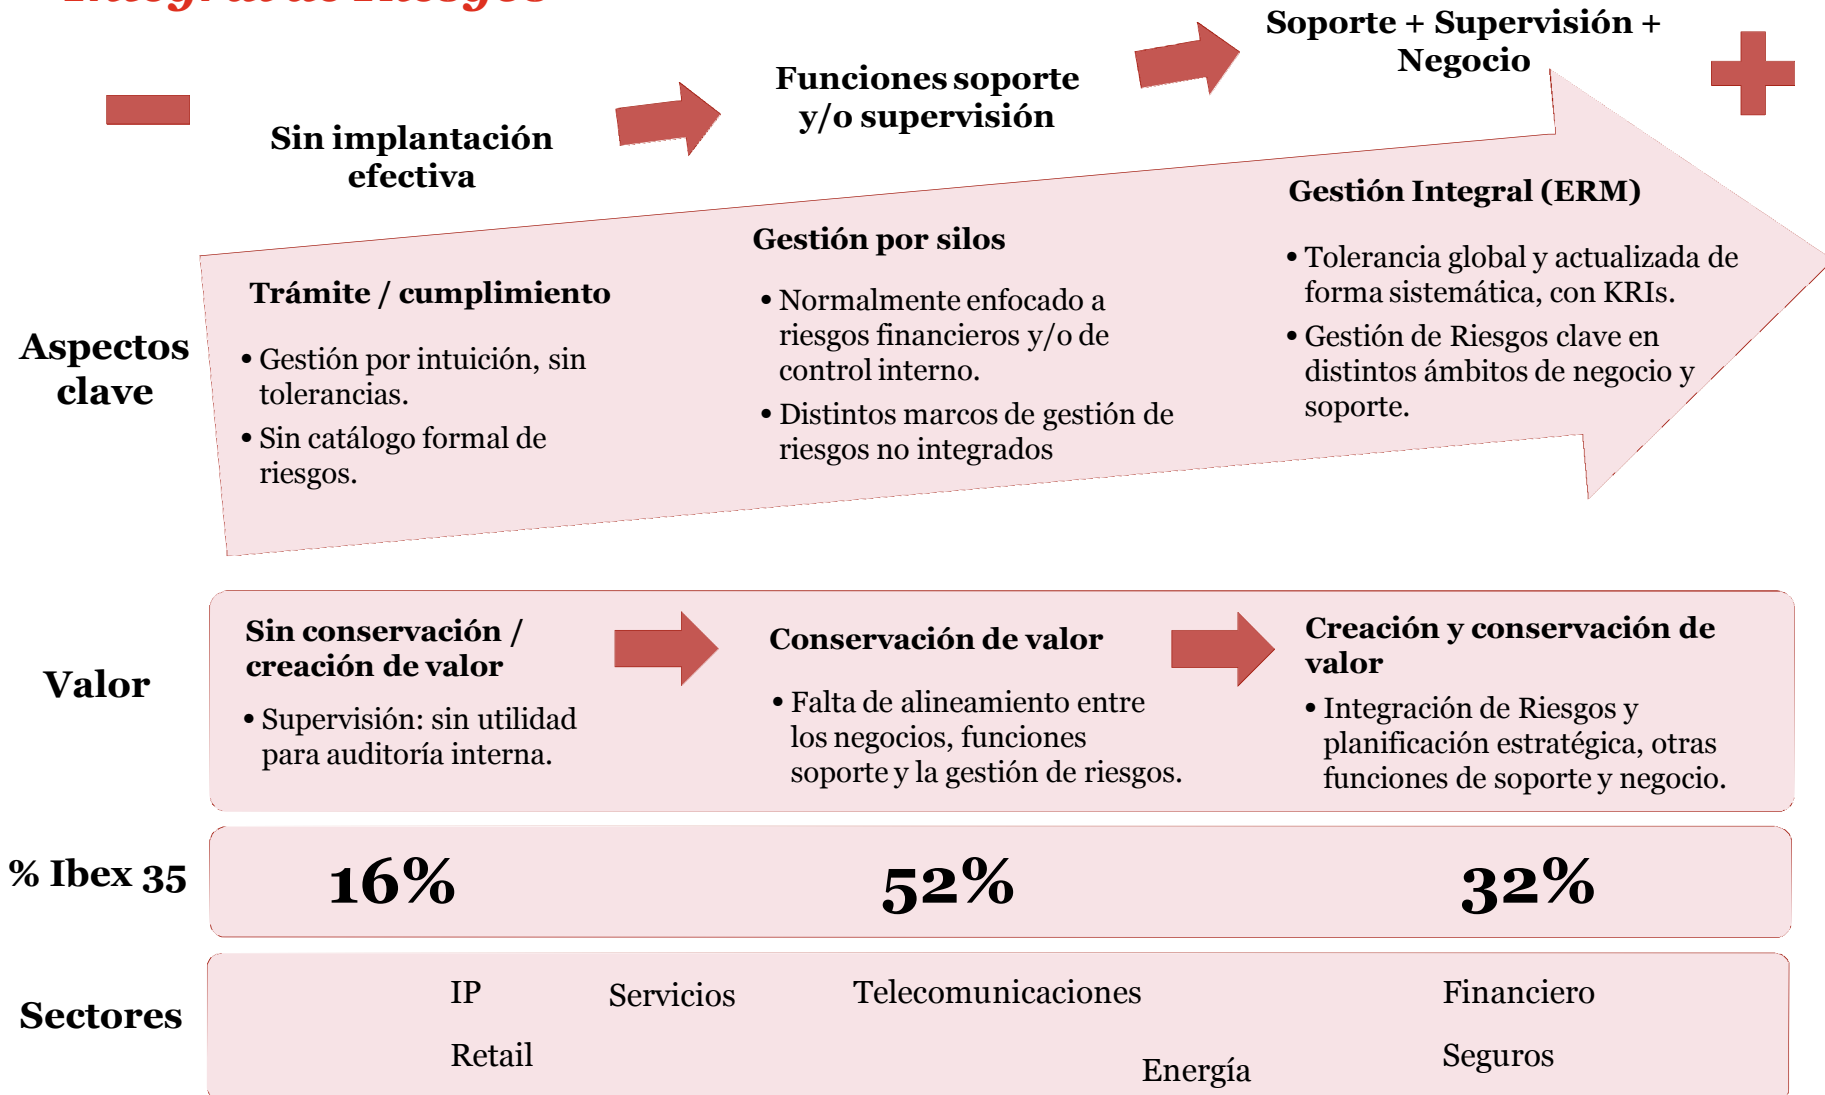 Integral de Riesgos
Soporte + Supervisión +
Negocio
Funciones soporte
y/o supervisión
Sin implantación
efectiva
Aspectos
clave
Trámite / cumplimiento
• Gestión por intuición, sin
tolerancias.
• Sin catálogo formal de
riesgos.
Gestión por silos
• Normalmente enfocado a
riesgos financieros y/o de
control interno.
• Distintos marcos de gestión de
riesgos no integrados
Gestión Integral (ERM)
• Tolerancia global y actualizada de
forma sistemática, con KRIs.
• Gestión de Riesgos clave en
distintos ámbitos de negocio y
soporte.
Valor
Sin conservación /
creación de valor
• Supervisión: sin utilidad
para auditoría interna.
Conservación de valor
• Falta de alineamiento entre
los negocios, funciones
soporte y la gestión de riesgos.
Creación y conservación de
valor
• Integración de Riesgos y
planificación estratégica, otras
funciones de soporte y negocio.
% Ibex 35
16%
52%
32%
Sectores
IP
Servicios
Telecomunicaciones
Financiero
Retail
Energía
Seguros